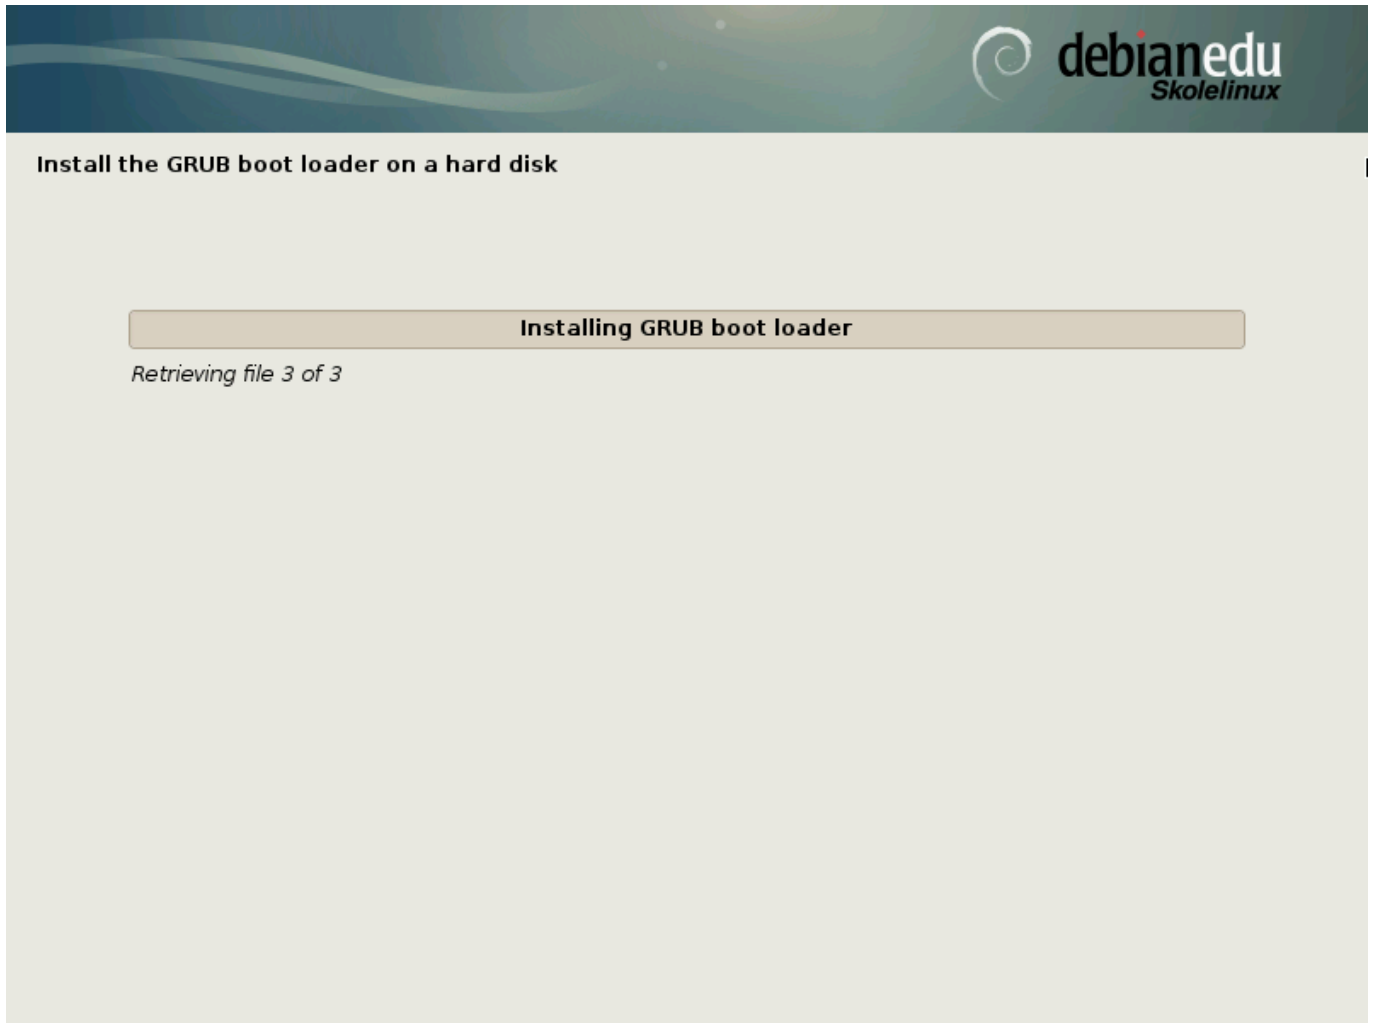 debianedu
Skolelinux
Install the GRUB boot loader on a hard disk
Installing GRUB boot loader
Retrieving file 3 of 3